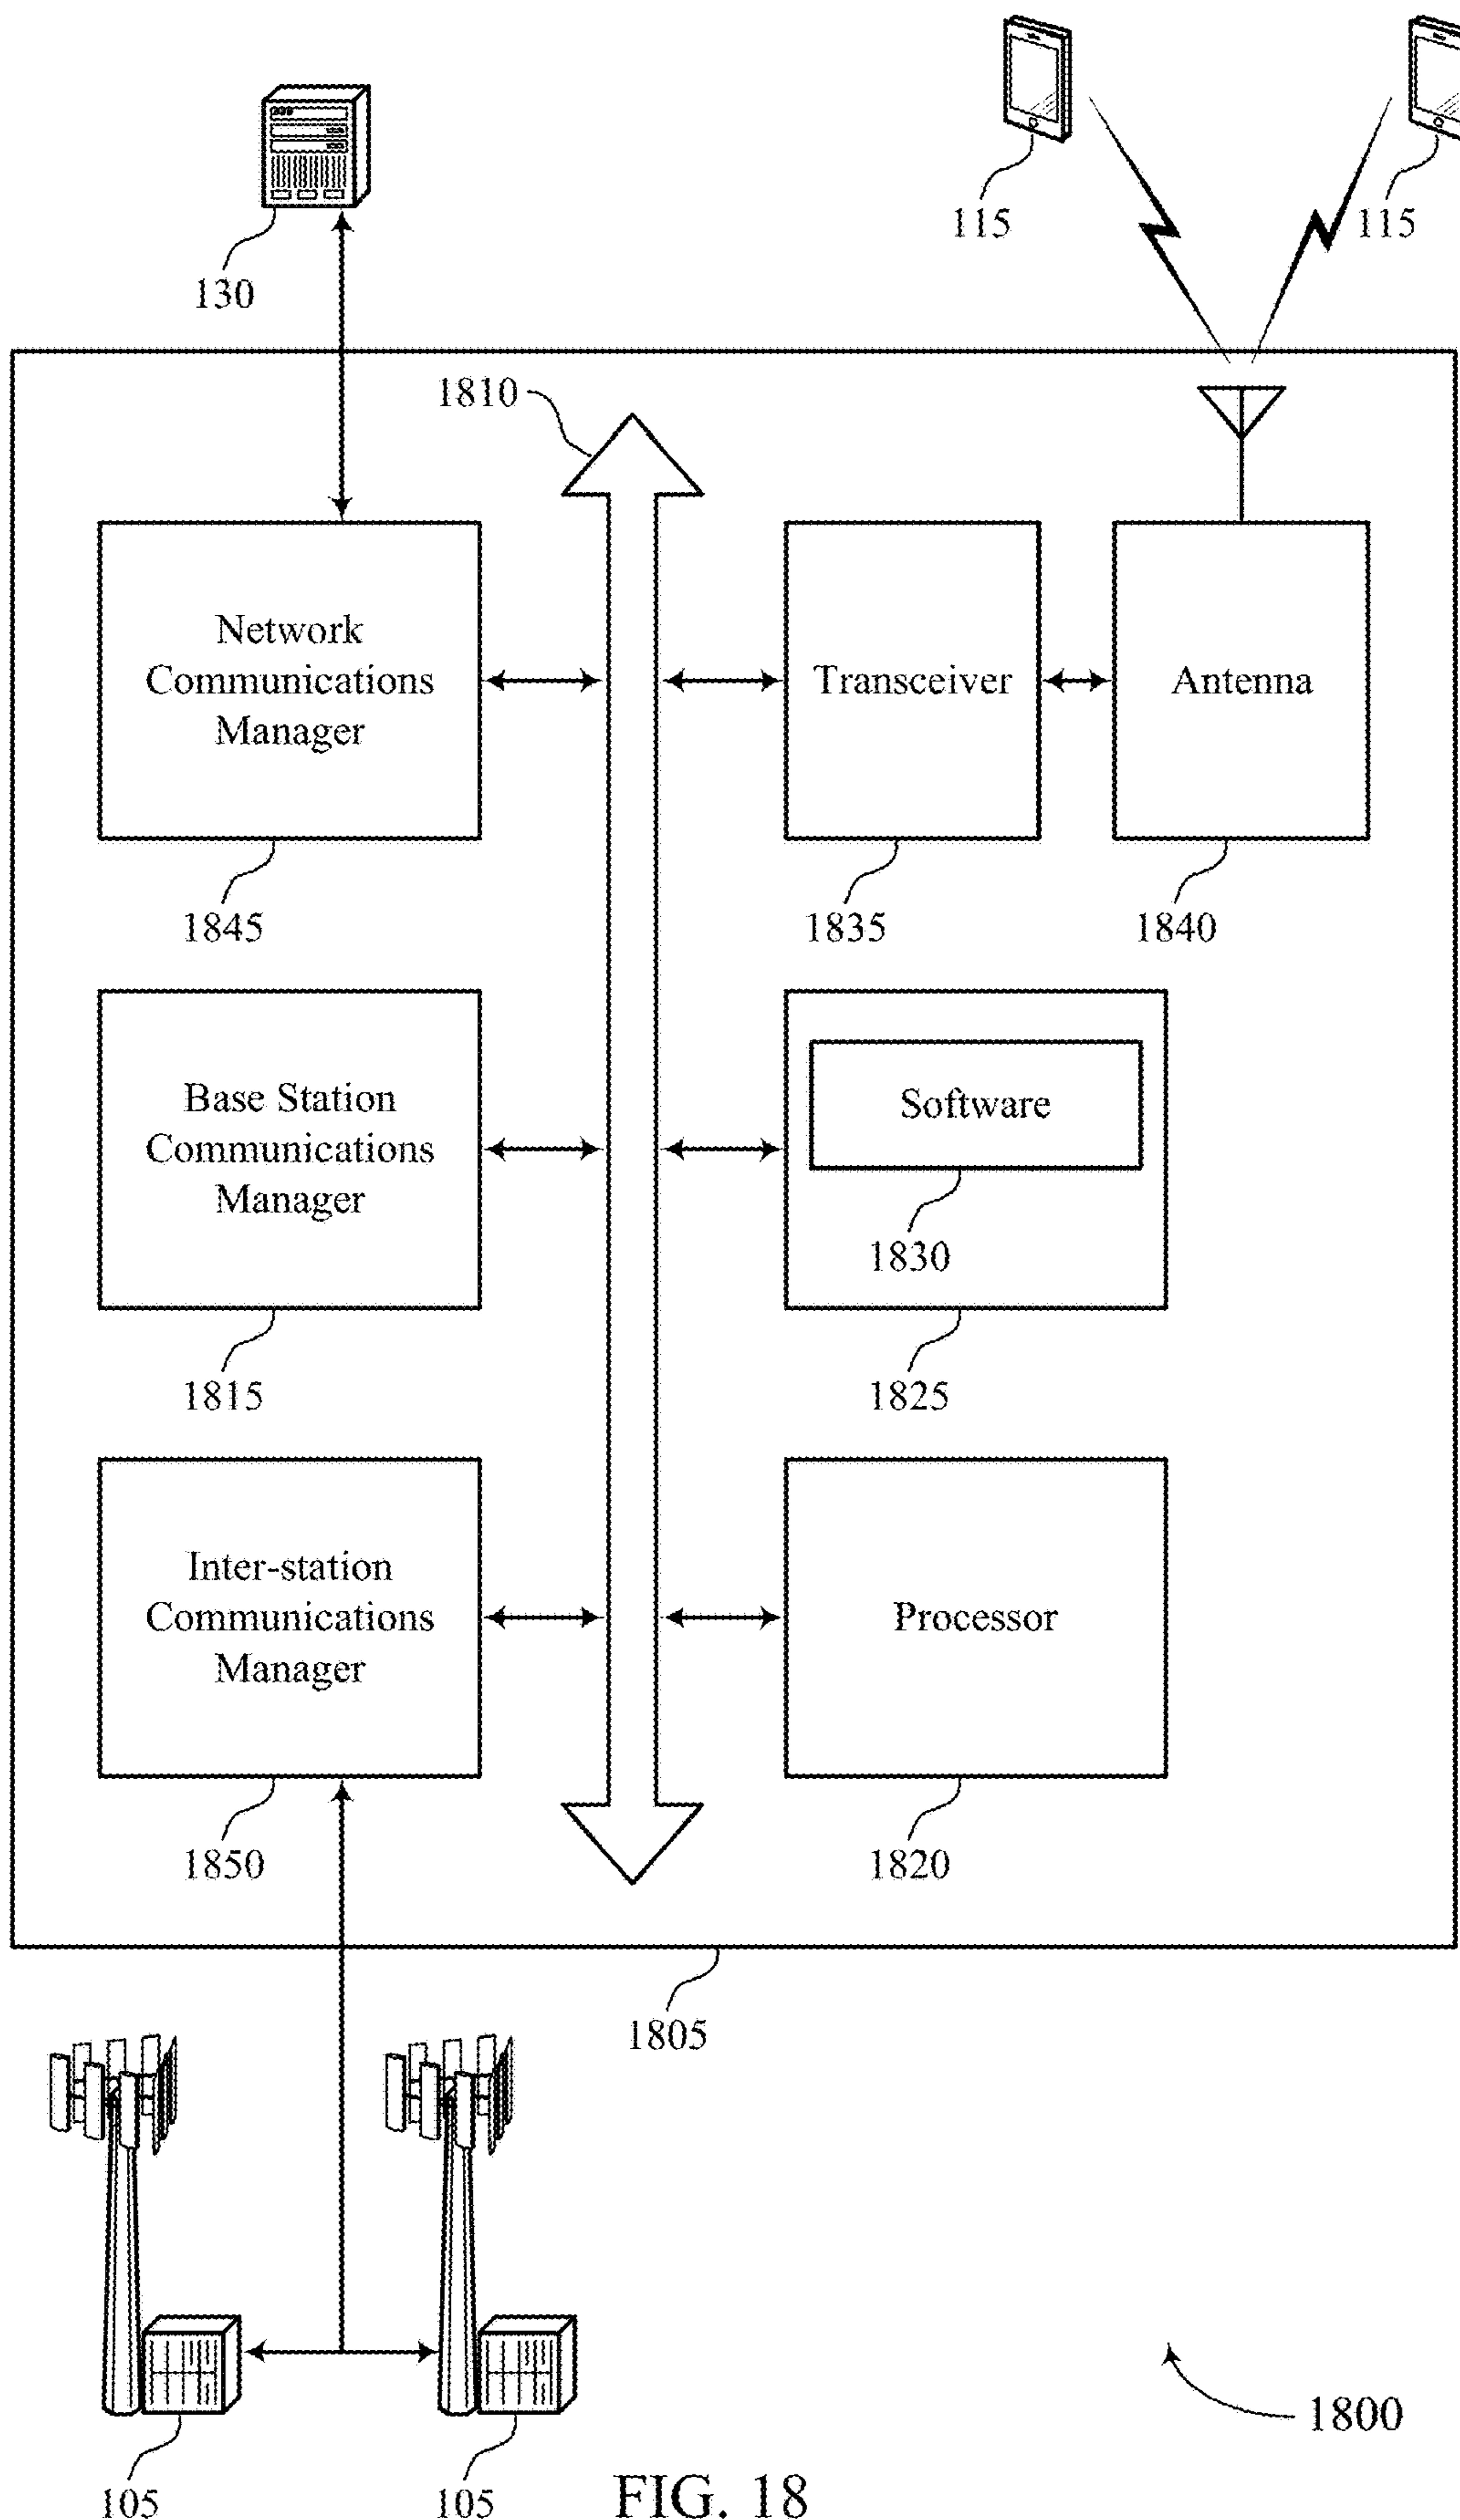 115
115
130
1810
Network
Communications
Manager
Transceiver
Antenna
1845
1835
1840
Base Station
Communications
Manager
Software
1830
1815
1825
Inter-station
Communications
Manager
Processor
1850
1820
1805
1800
105
105
FIG. 18